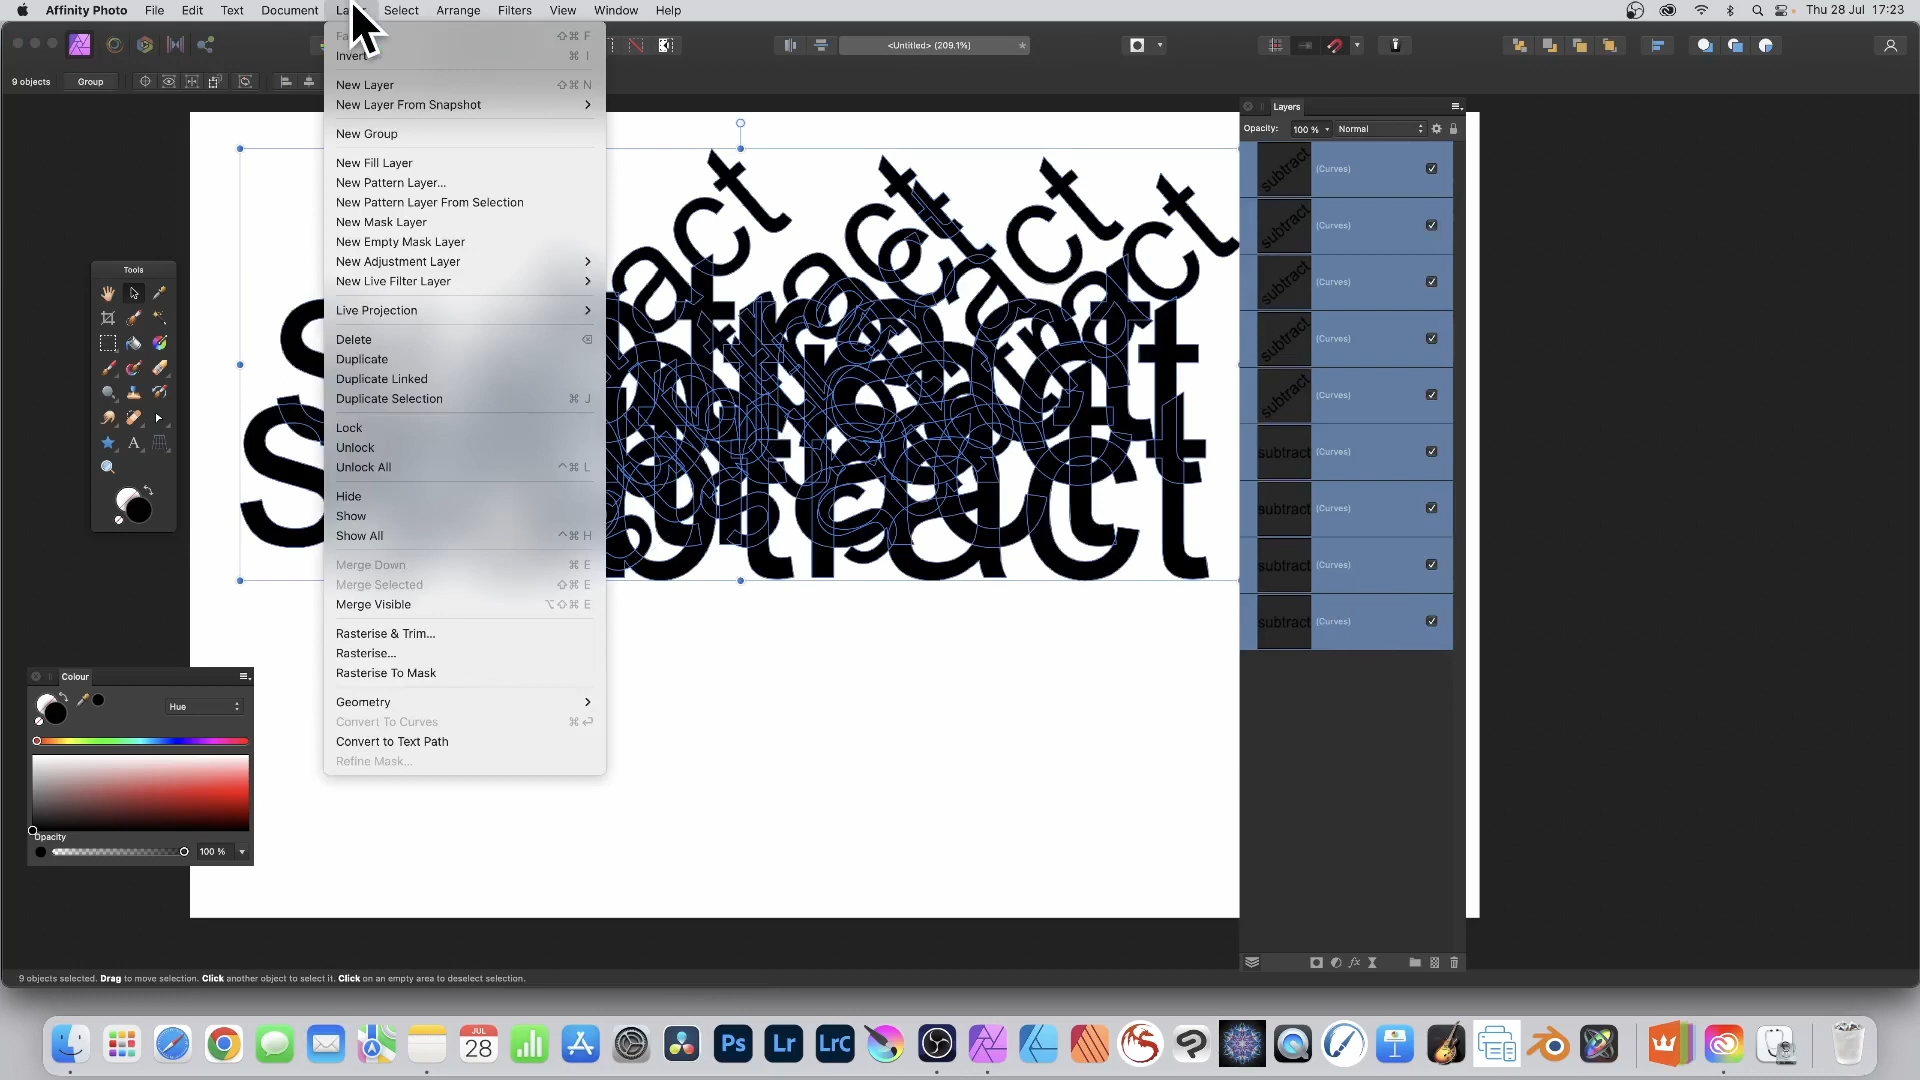 Affinity Photo File Edit Text Document Select Arrange Filters View Window Help Thu 28 Jul 17:23
<Untitled> (209.1%)
9 objects Group
⇧⌘ F
Invert ⌘ I
New Layer ⇧⌘ N
New Layer From Snapshot
New Group
New Fill Layer
New Pattern Layer...
New Pattern Layer From Selection
New Mask Layer
New Empty Mask Layer
New Adjustment Layer
New Live Filter Layer
Live Projection
Delete
Duplicate
Duplicate Linked
Duplicate Selection ⌘ J
Lock
Unlock
Unlock All ^⌘ L
Hide
Show
Show All ^⌘ H
Merge Down ⌘ E
Merge Selected ⇧⌘ E
Merge Visible ⌥⇧⌘ E
Rasterise & Trim...
Rasterise...
Rasterise To Mask
Geometry
Convert To Curves ⌘↩
Convert to Text Path
Refine Mask...
Tools
A
Colour
Hue
Opacity
100 %
Layers
Opacity: 100 % Normal
subtract (Curves)
subtract (Curves)
subtract (Curves)
subtract (Curves)
subtract (Curves)
subtract (Curves)
subtract (Curves)
subtract (Curves)
subtract (Curves)
fx
9 objects selected. Drag to move selection. Click another object to select it. Click on an empty area to deselect selection.
JUL
28
Ps Lr LrC